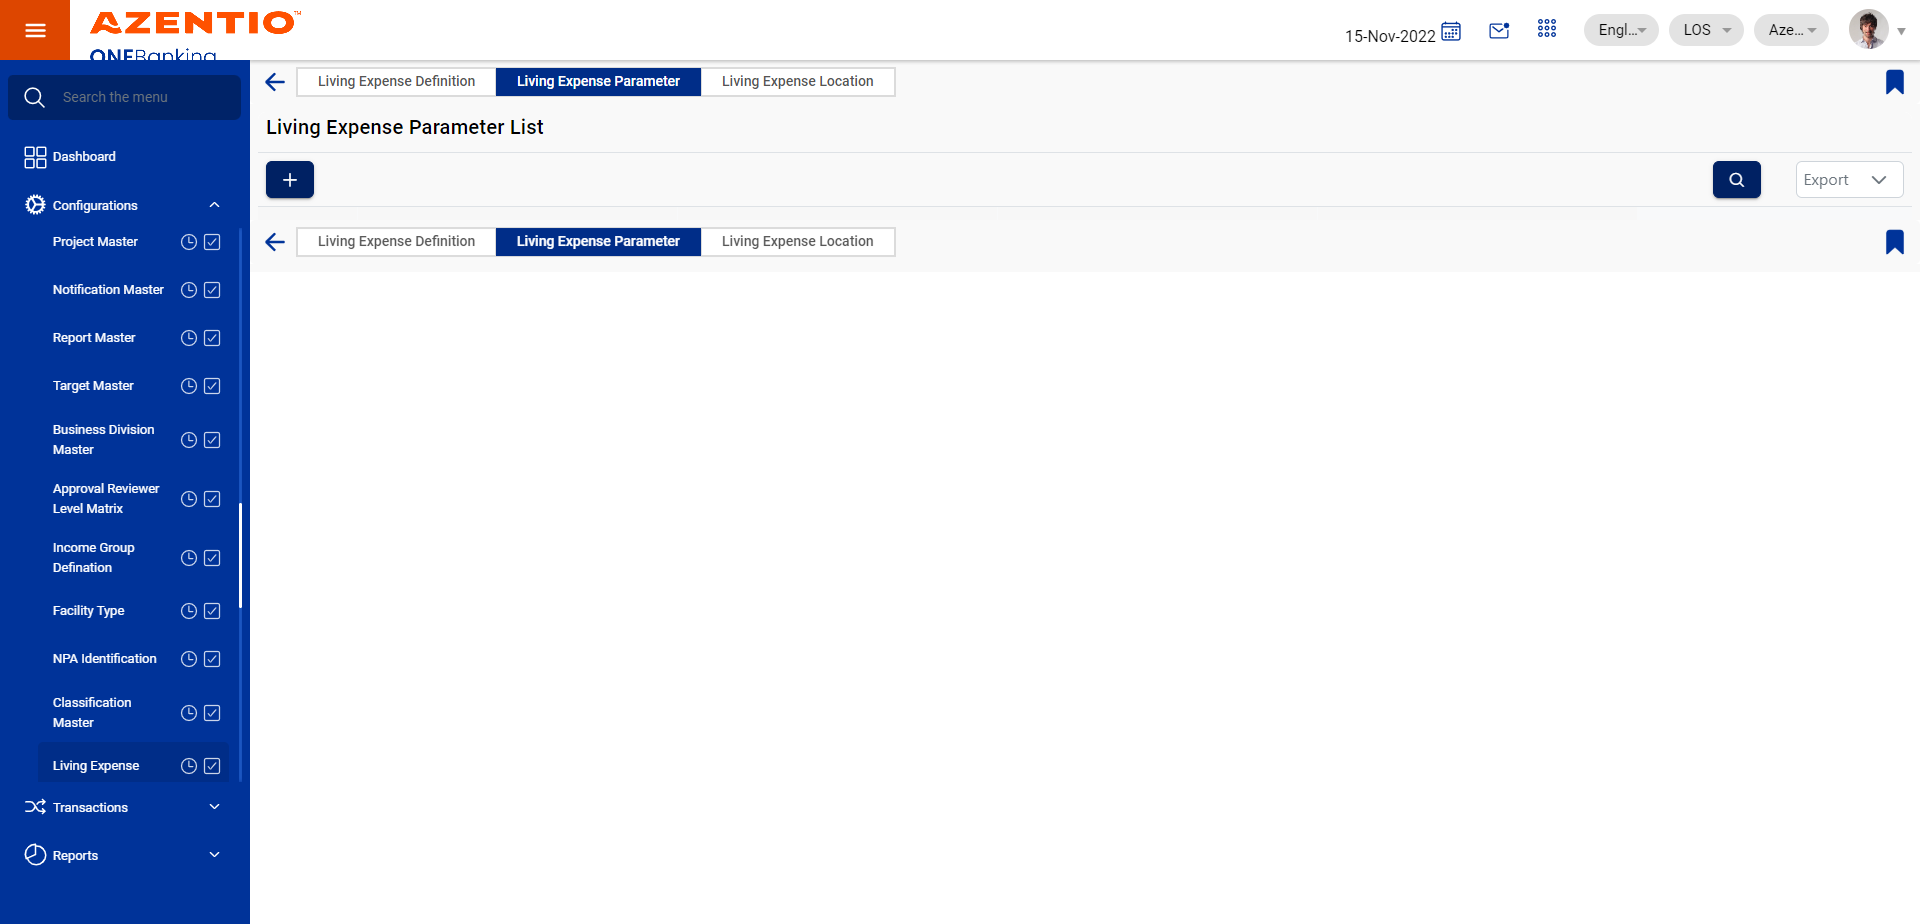 AZENTIO™
ONEBanking
15-Nov-2022
Engl...
LOS
Aze...
Search the menu
Dashboard
Configurations
Project Master
Notification Master
Report Master
Target Master
Business Division
Master
Approval Reviewer
Level Matrix
Income Group
Defination
Facility Type
NPA Identification
Classification
Master
Living Expense
Transactions
Reports
Living Expense Definition
Living Expense Parameter
Living Expense Location
Living Expense Parameter List
+
Export
Living Expense Definition
Living Expense Parameter
Living Expense Location